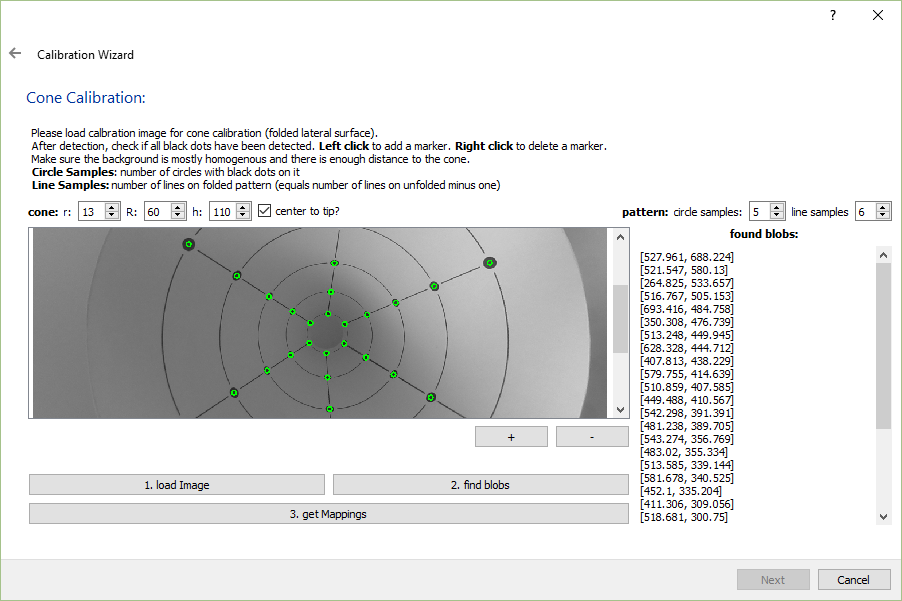 ?
Calibration Wizard
Cone Calibration:
Please load calbration image for cone calibration (folded lateral surface).
After detection, check if all black dots have been detected. Left click to add a marker. Right click to delete a marker.
Make sure the background is mostly homogenous and there is enough distance to the cone.
Circle Samples: number of circles with black dots on it
Line Samples: number of lines on folded pattern (equals number of lines on unfolded minus one)
cone: r: 13 R: 60 h: 110 center to tip? pattern: circle samples: 5 line samples 6
found blobs:
[527.961, 688.224]
[521.547, 580.13]
[264.825, 533.657]
[516.767, 505.153]
[693.416, 484.758]
[350.308, 476.739]
[513.248, 449.945]
[628.328, 444.712]
[407.813, 438.229]
[579.755, 414.639]
[510.859, 407.585]
[449.488, 410.567]
[542.298, 391.391]
[481.238, 389.705]
[543.274, 356.769]
[483.02, 355.334]
[513.585, 339.144]
[581.678, 340.525]
[452.1, 335.204]
[411.306, 309.056]
[518.681, 300.75]
+ -
1. load Image 2. find blobs
3. get Mappings
Next Cancel